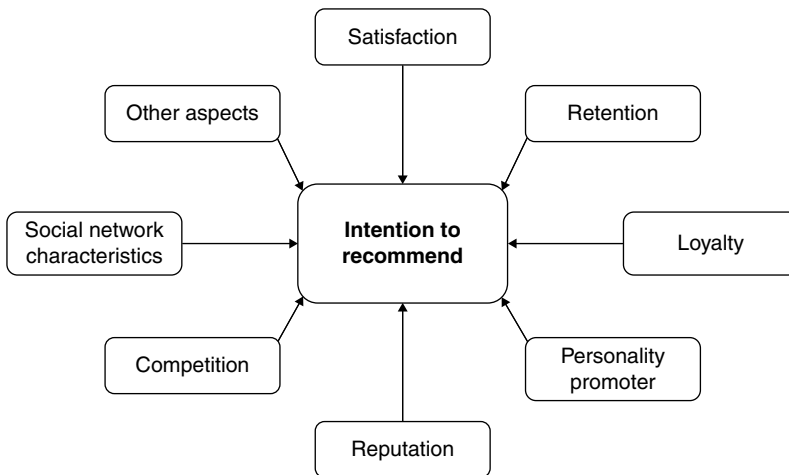 Satisfaction
Other aspects
Retention
Social network
characteristics
Intention to
recommend
Loyalty
Competition
Personality
promoter
Reputation